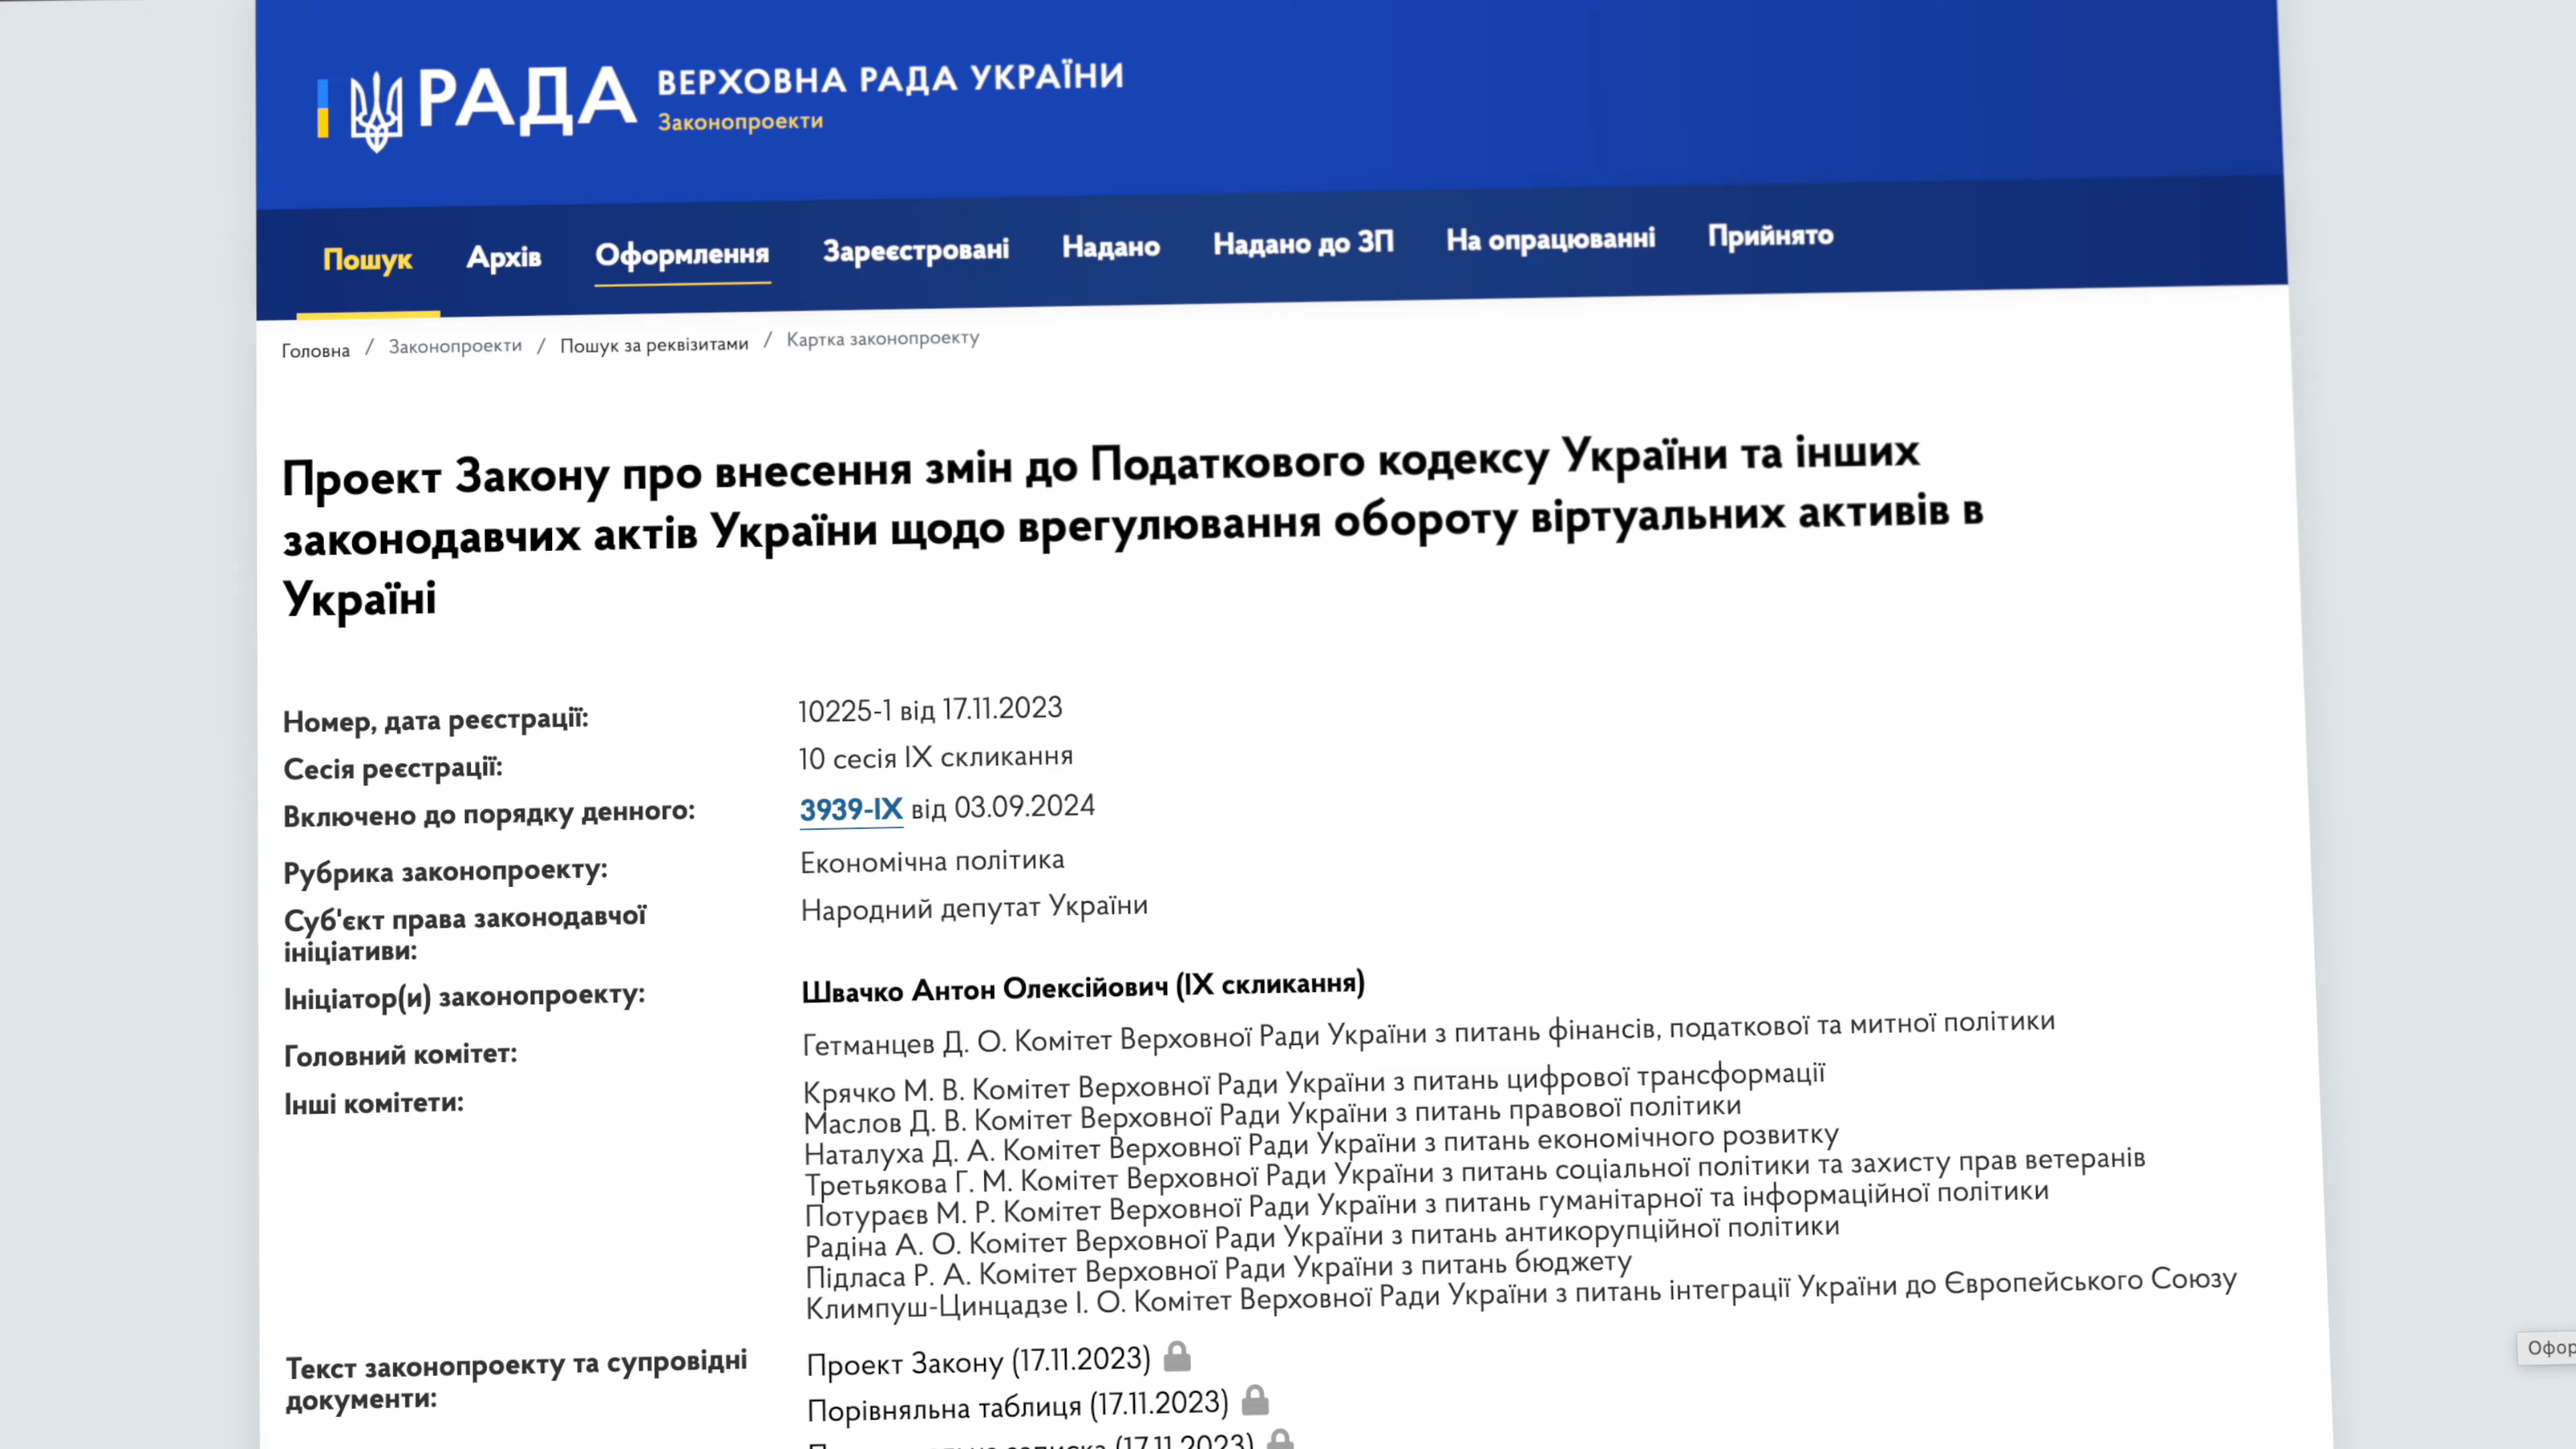 РАДА ВЕРХОВНА РАДА УКРАЇНИ
Законопроекти
Пошук Архів Оформлення Зареєстровані Надано Надано до ЗП На опрацюванні Прийнято
Головна / Законопроекти / Пошук за реквізитами / Картка законопроекту
Проект Закону про внесення змін до Податкового кодексу України та інших
законодавчих актів України щодо врегулювання обороту віртуальних активів в
Україні
Номер, дата реєстрації: 10225-1 від 17.11.2023
Сесія реєстрації: 10 сесія IX скликання
Включено до порядку денного: 3939-IX від 03.09.2024
Рубрика законопроекту: Економічна політика
Суб'єкт права законодавчої Народний депутат України
ініціативи:
Ініціатор(и) законопроекту: Швачко Антон Олексійович (IX скликання)
Головний комітет: Гетманцев Д. О. Комітет Верховної Ради України з питань фінансів, податкової та митної політики
Інші комітети: Крячко М. В. Комітет Верховної Ради України з питань цифрової трансформації
Маслов Д. В. Комітет Верховної Ради України з питань правової політики
Наталуха Д. А. Комітет Верховної Ради України з питань економічного розвитку
Третьякова Г. М. Комітет Верховної Ради України з питань соціальної політики та захисту прав ветеранів
Потураєв М. Р. Комітет Верховної Ради України з питань гуманітарної та інформаційної політики
Радіна А. О. Комітет Верховної Ради України з питань антикорупційної політики
Підласа Р. А. Комітет Верховної Ради України з питань бюджету
Климпуш-Цинцадзе І. О. Комітет Верховної Ради України з питань інтеграції України до Європейського Союзу
Текст законопроекту та супровідні Проект Закону (17.11.2023)
документи: Порівняльна таблиця (17.11.2023)
(17.11.2023)